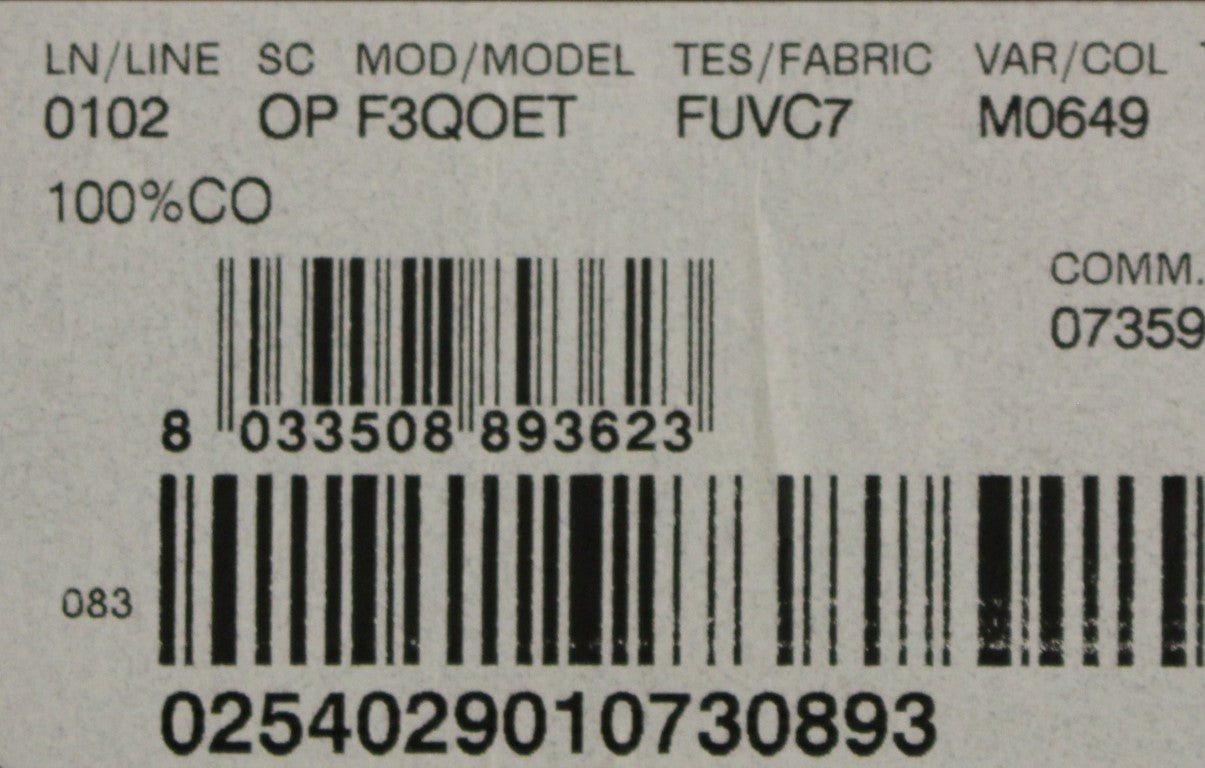 LN/LINE SC MOD/MODEL TES/FABRIC VAR/COL
0102 OP F3QOET FUVC7 M0649
100%CO
COMM.
07359
8 033508 893623
083
0254029010730893